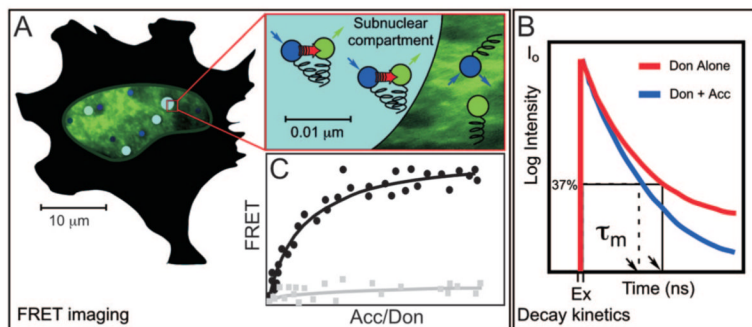 A
Subnuclear
compartment
0.01 μm
10 μm
FRET imaging
C
FRET
Acc/Don
B
Io
Don Alone
Don + Acc
Log Intensity
37%
τm
Ex
Time (ns)
Decay kinetics